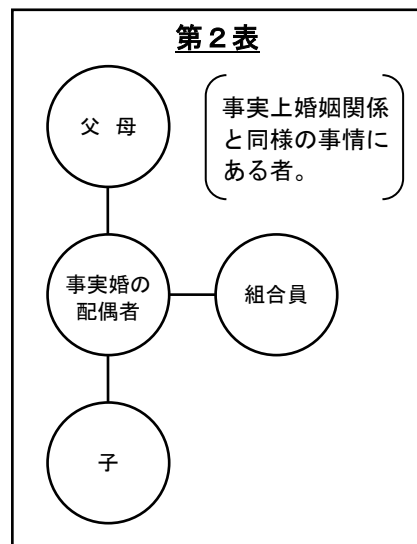 第２表
父 母
事実上婚姻関係
と同様の事情に
ある者。
事実婚の
配偶者
組合員
子